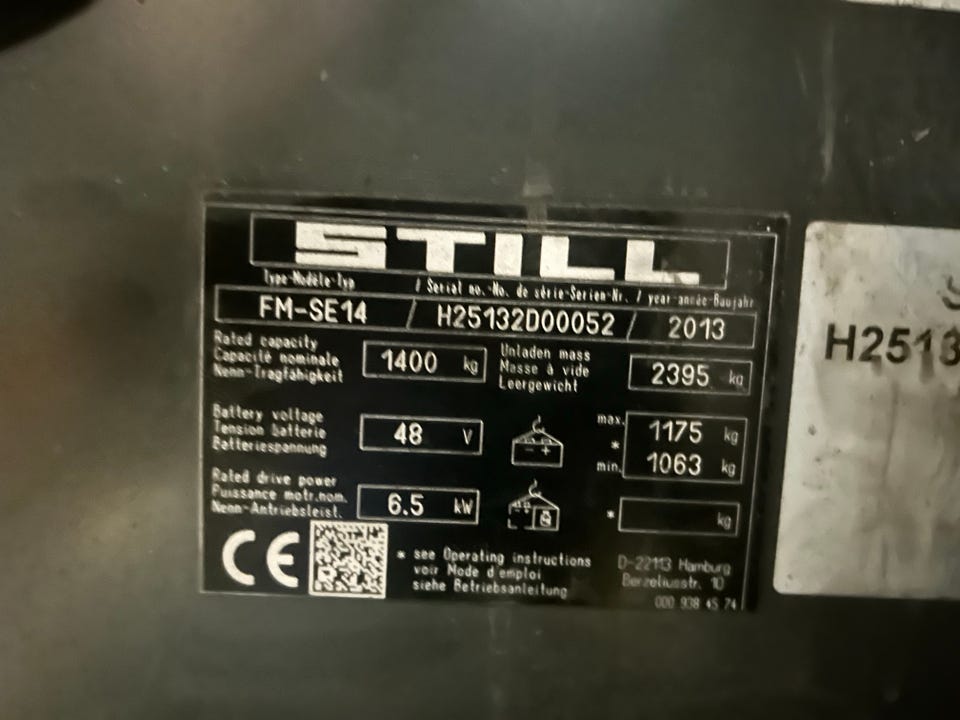 STILL
Type-Modèle-Typ / Serial no.-No. de série-Serien-Nr. / year-année-Baujahr
FM-SE14 / H25132D00052 / 2013
Rated capacity
Capacité nominale
Nenn-Tragfähigkeit
1400 kg
Unladen mass
Masse à vide
Leergewicht
2395 kg
Battery voltage
Tension batterie
Batteriespannung
48 V
- +
max. 1175 kg
*
min. 1063 kg
Rated drive power
Puissance motr.nom.
Nenn-Antriebsleist.
6.5 kW
* kg
CE
* see Operating instructions
voir Mode d'emploi
siehe Betriebsanleitung
D-22113 Hamburg
Berzeliusstr. 10
000 938 45 74
H2513